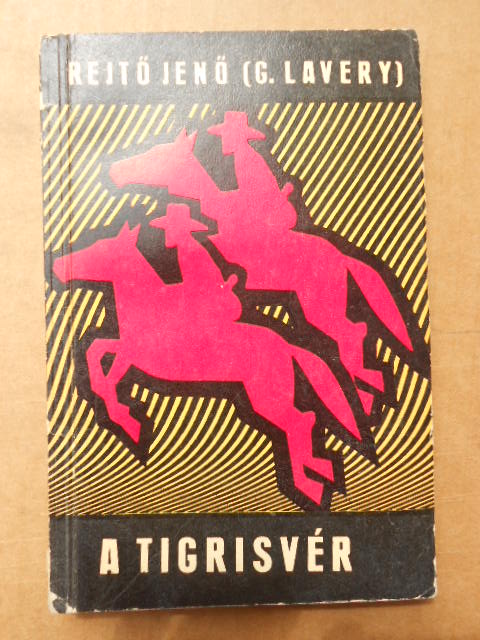 REJTŐ JENŐ (G. LAVERY)
A TIGRISVÉR